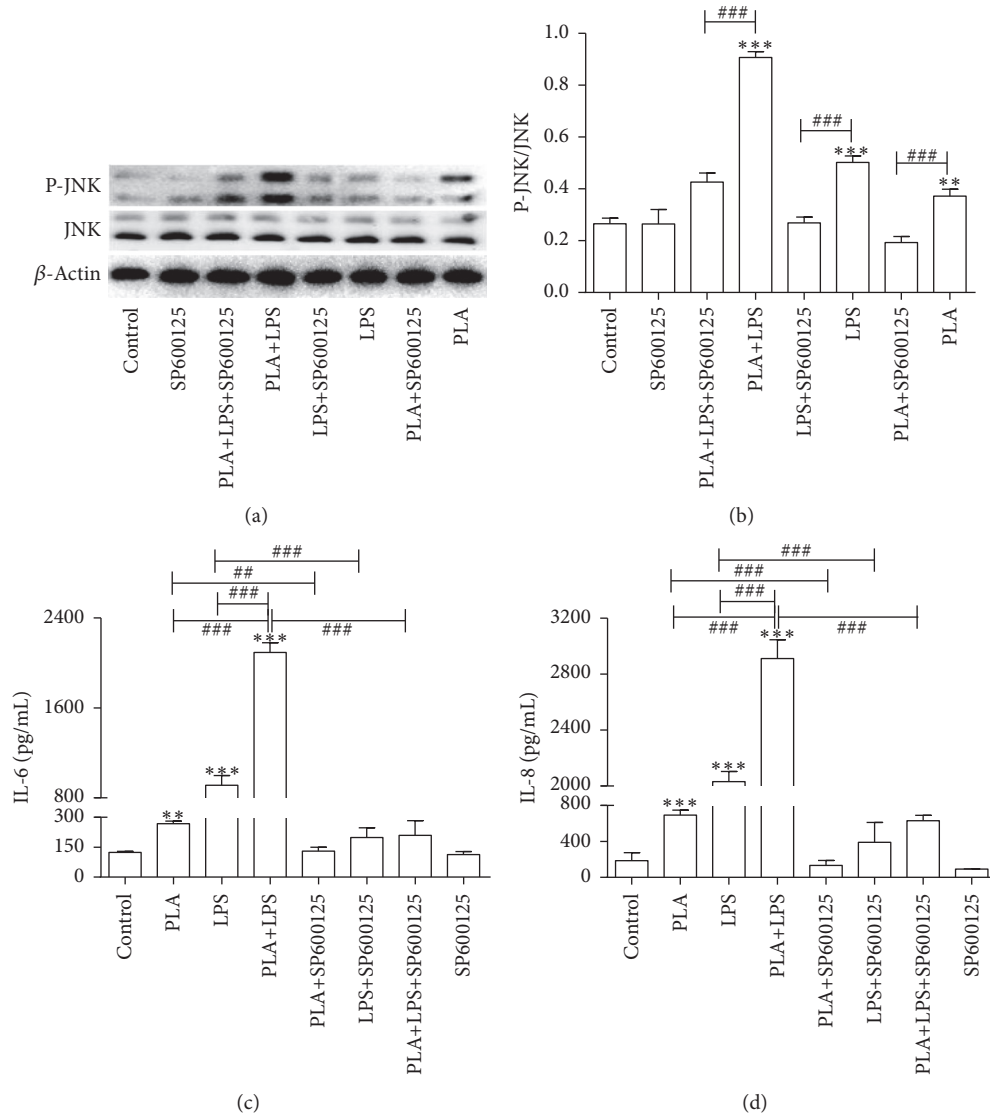 P-JNK
JNK
β-Actin
Control
SP600125
PLA+LPS+SP600125
PLA+LPS
LPS+SP600125
LPS
PLA+SP600125
PLA
(a)
###
***
###
***
###
**
1.0
0.8
0.6
0.4
0.2
0.0
P-JNK/JNK
Control
SP600125
PLA+LPS+SP600125
PLA+LPS
LPS+SP600125
LPS
PLA+SP600125
PLA
(b)
###
##
###
### ###
***
***
**
2400
1600
800
300
150
0
IL-6 (pg/mL)
Control
PLA
LPS
PLA+LPS
PLA+SP600125
LPS+SP600125
PLA+LPS+SP600125
SP600125
(c)
###
###
###
### ###
***
***
***
3200
2800
2400
2000
800
400
0
IL-8 (pg/mL)
Control
PLA
LPS
PLA+LPS
PLA+SP600125
LPS+SP600125
PLA+LPS+SP600125
SP600125
(d)